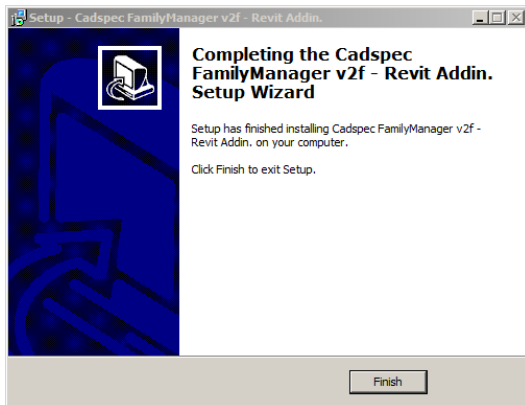 Setup - Cadspec FamilyManager v2f - Revit Addin.
Completing the Cadspec
FamilyManager v2f - Revit Addin.
Setup Wizard
Setup has finished installing Cadspec FamilyManager v2f -
Revit Addin. on your computer.
Click Finish to exit Setup.
Finish